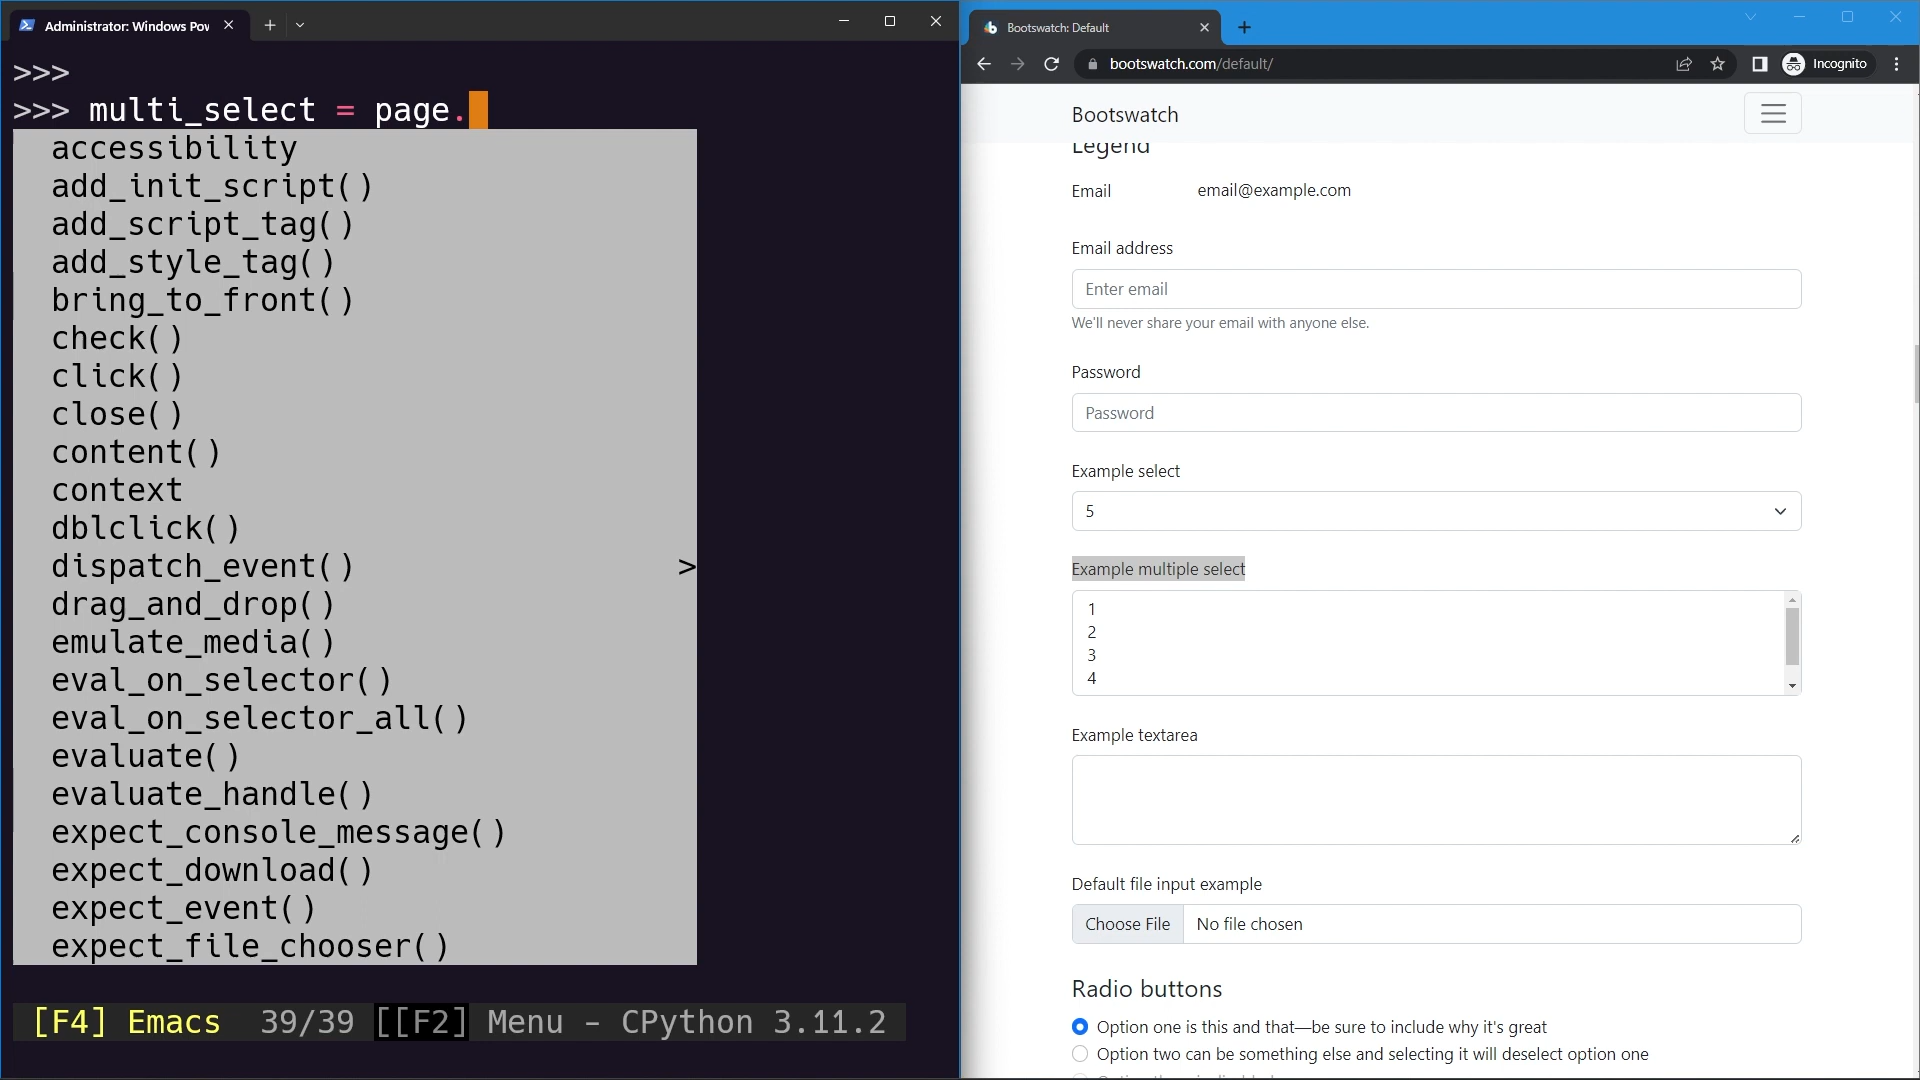 Administrator: Windows Pow
>>>
>>> multi_select = page.
accessibility
add_init_script()
add_script_tag()
add_style_tag()
bring_to_front()
check()
click()
close()
content()
context
dblclick()
dispatch_event()
>
drag_and_drop()
emulate_media()
eval_on_selector()
eval_on_selector_all()
evaluate()
evaluate_handle()
expect_console_message()
expect_download()
expect_event()
expect_file_chooser()
[F4] Emacs 39/39 [[F2] Menu - CPython 3.11.2
Bootswatch: Default
bootswatch.com/default/
Incognito
Bootswatch
Legend
Email email@example.com
Email address
Enter email
We'll never share your email with anyone else.
Password
Password
Example select
5
Example multiple select
1
2
3
4
Example textarea
Default file input example
Choose File No file chosen
Radio buttons
Option one is this and that—be sure to include why it's great
Option two can be something else and selecting it will deselect option one